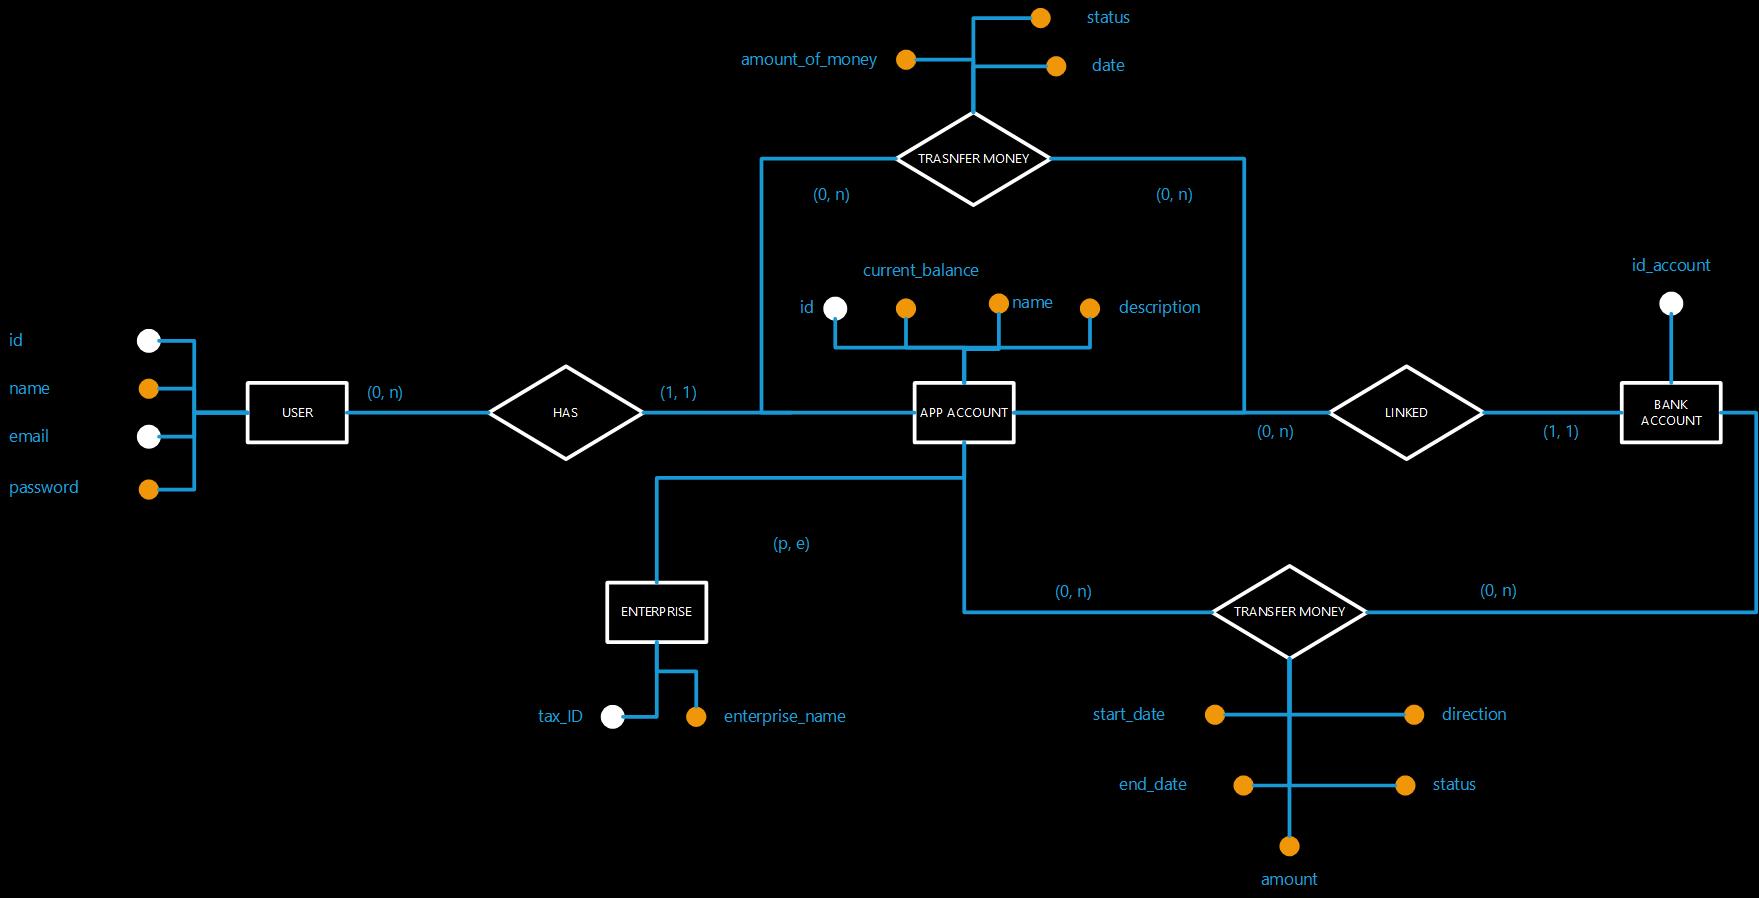 status
amount_of_money
date
TRASNFER MONEY
(0, n)
(0, n)
current_balance
id
name
description
id_account
id
name
email
password
USER
(0, n)
HAS
(1, 1)
APP ACCOUNT
(0, n)
LINKED
(1, 1)
BANK
ACCOUNT
(p, e)
ENTERPRISE
tax_ID
enterprise_name
(0, n)
TRANSFER MONEY
(0, n)
start_date
direction
end_date
status
amount